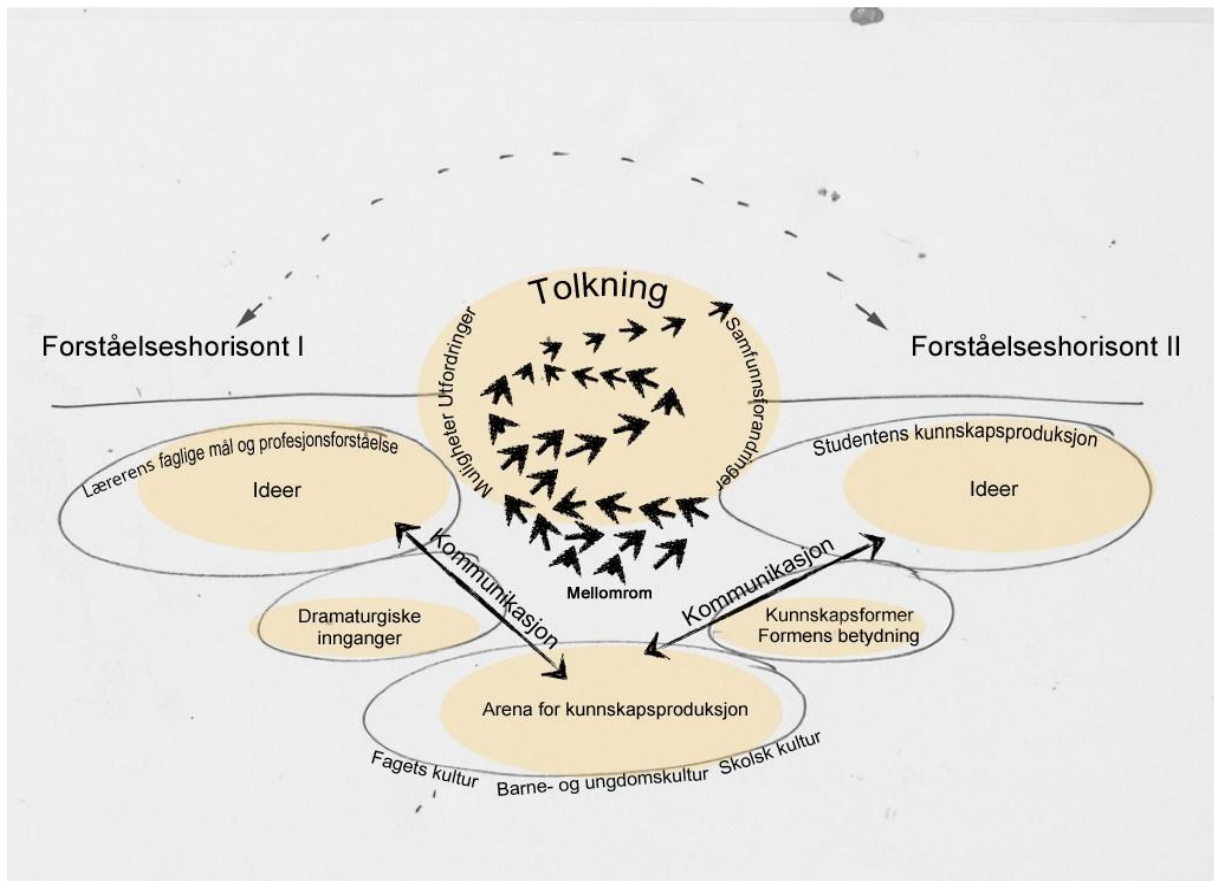 Tolkning
Muligheter Utfordringer
Samfunnsforandringer
Forståelseshorisont I
Forståelseshorisont II
Lærerens faglige mål og profesjonsforståelse
Ideer
Studentens kunnskapsproduksjon
Ideer
Kommunikasjon
Mellomrom
Kommunikasjon
Dramaturgiske
innganger
Kunnskapsformer
Formens betydning
Arena for kunnskapsproduksjon
Fagets kultur
Barne- og ungdomskultur
Skolsk kultur